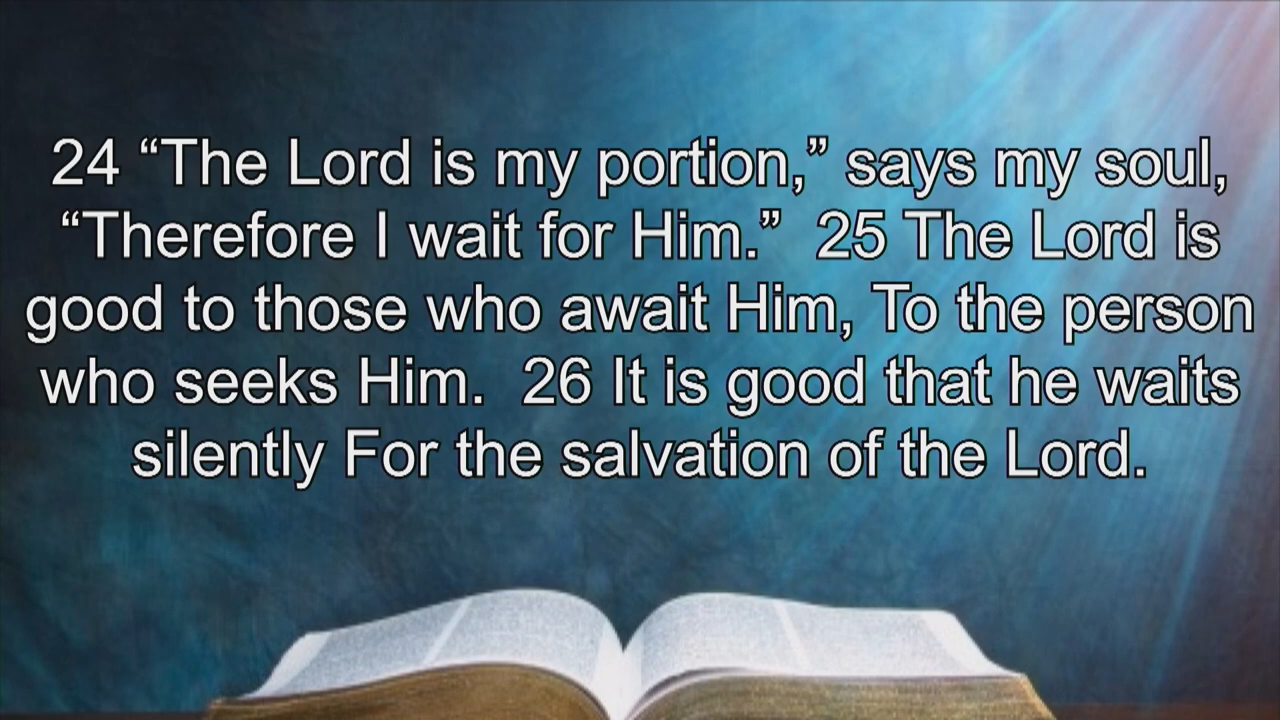 24 “The Lord is my portion,” says my soul,
“Therefore I wait for Him.”  25 The Lord is
good to those who await Him, To the person
who seeks Him.  26 It is good that he waits
silently For the salvation of the Lord.